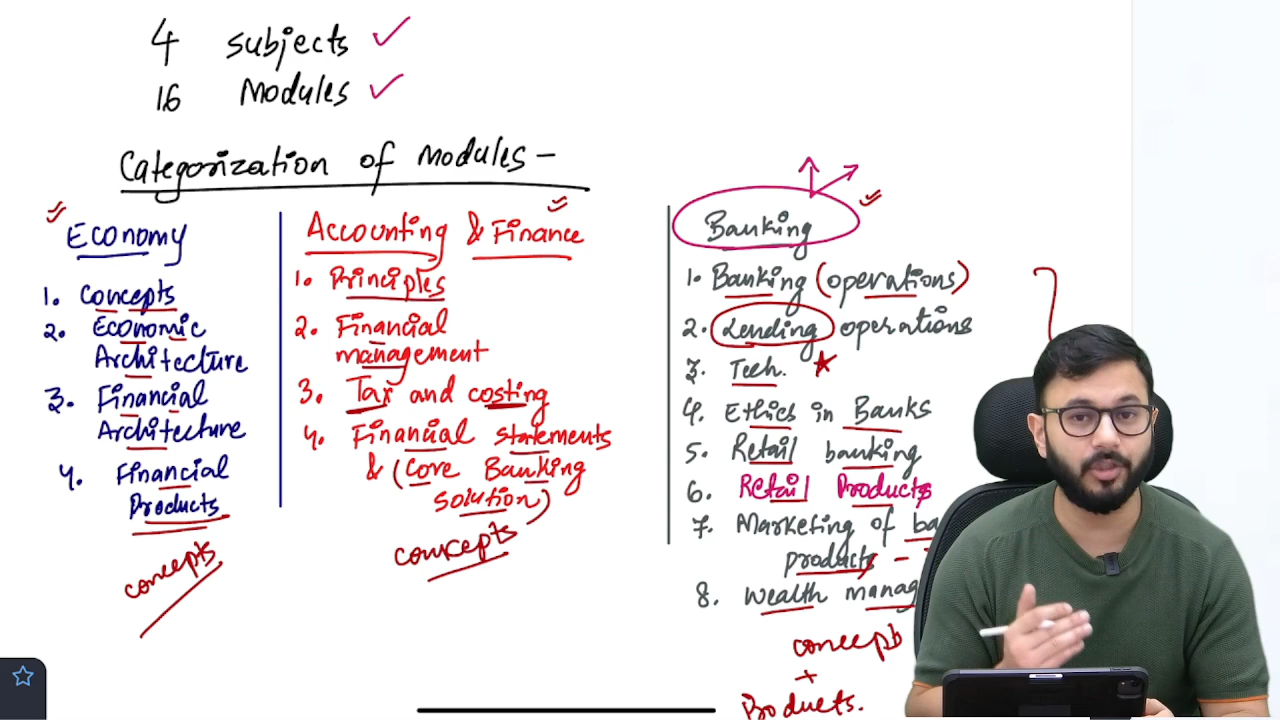 4 subjects
16 Modules
Categorization of modules -
Economy
1. Concepts
2. Economic
Architecture
3. Financial
Architecture
4. Financial
Products
concepts
Accounting & Finance
1. Principles
2. Financial
management
3. Tax and costing
4. Financial statements
& (Core Banking
solution)
concepts
Banking
1. Banking (operations)
2. Lending operations
3. Tech.
4. Ethics in Banks
5. Retail banking
6. Retail Products
7. Marketing of ba
products -
8. Wealth manag
concepts
+
Products.